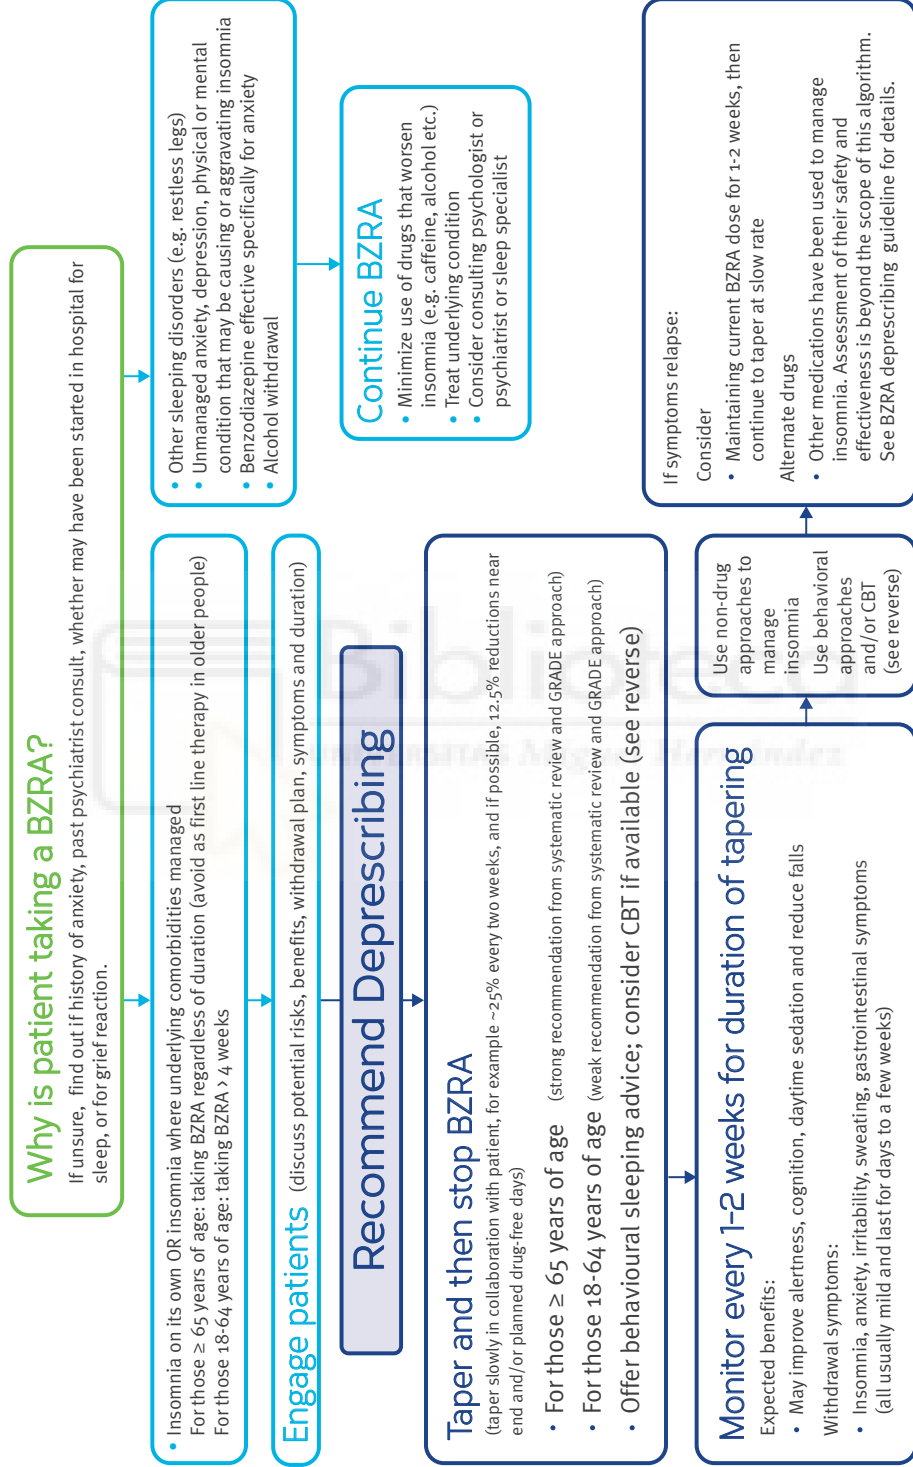 Why is patient taking a BZRA?
If unsure, find out if history of anxiety, past psychiatrist consult, whether may have been started in hospital for
sleep, or for grief reaction.
• Insomnia on its own OR insomnia where underlying comorbidities managed
For those ≥ 65 years of age: taking BZRA regardless of duration (avoid as first line therapy in older people)
For those 18-64 years of age: taking BZRA > 4 weeks
• Other sleeping disorders (e.g. restless legs)
• Unmanaged anxiety, depression, physical or mental
condition that may be causing or aggravating insomnia
• Benzodiazepine effective specifically for anxiety
• Alcohol withdrawal
Engage patients (discuss potential risks, benefits, withdrawal plan, symptoms and duration)
Continue BZRA
• Minimize use of drugs that worsen
insomnia (e.g. caffeine, alcohol etc.)
• Treat underlying condition
• Consider consulting psychologist or
psychiatrist or sleep specialist
Recommend Deprescribing
Taper and then stop BZRA
(taper slowly in collaboration with patient, for example ~25% every two weeks, and if possible, 12.5% reductions near
end and/or planned drug-free days)
• For those ≥ 65 years of age (strong recommendation from systematic review and GRADE approach)
• For those 18-64 years of age (weak recommendation from systematic review and GRADE approach)
• Offer behavioural sleeping advice; consider CBT if available (see reverse)
Monitor every 1-2 weeks for duration of tapering
Expected benefits:
• May improve alertness, cognition, daytime sedation and reduce falls
Withdrawal symptoms:
• Insomnia, anxiety, irritability, sweating, gastrointestinal symptoms
(all usually mild and last for days to a few weeks)
Use non-drug
approaches to
manage
insomnia
Use behavioral
approaches
and/or CBT
(see reverse)
If symptoms relapse:
Consider
• Maintaining current BZRA dose for 1-2 weeks, then
continue to taper at slow rate
Alternate drugs
• Other medications have been used to manage
insomnia. Assessment of their safety and
effectiveness is beyond the scope of this algorithm.
See BZRA deprescribing guideline for details.
Biblioteca
UNIVERSITAS Miguel Hernández